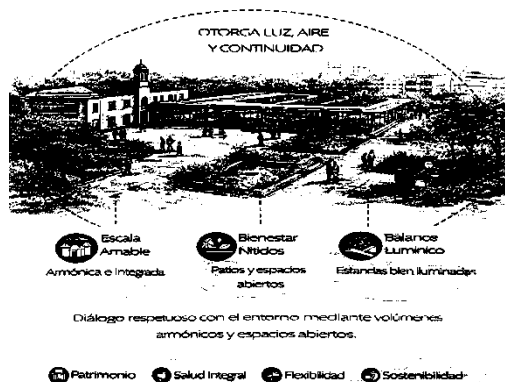 OTORGA LUZ, AIRE
Y CONTINUIDAD
Escala
Amable
Armónica e Integrada
Bienestar
Nítidos
Patios y espacios
abiertos
Balance
Lumínico
Estancias bien iluminadas
Diálogo respetuoso con el entorno mediante volúmenes
armónicos y espacios abiertos.
Patrimonio
Salud Integral
Flexibilidad
Sostenibilidad